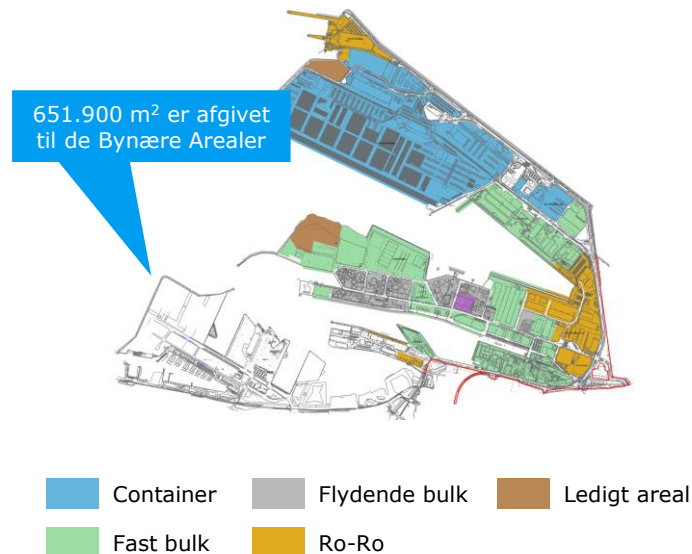 651.900 m² er afgivet
til de Bynære Arealer
Container
Flydende bulk
Ledigt areal
Fast bulk
Ro-Ro